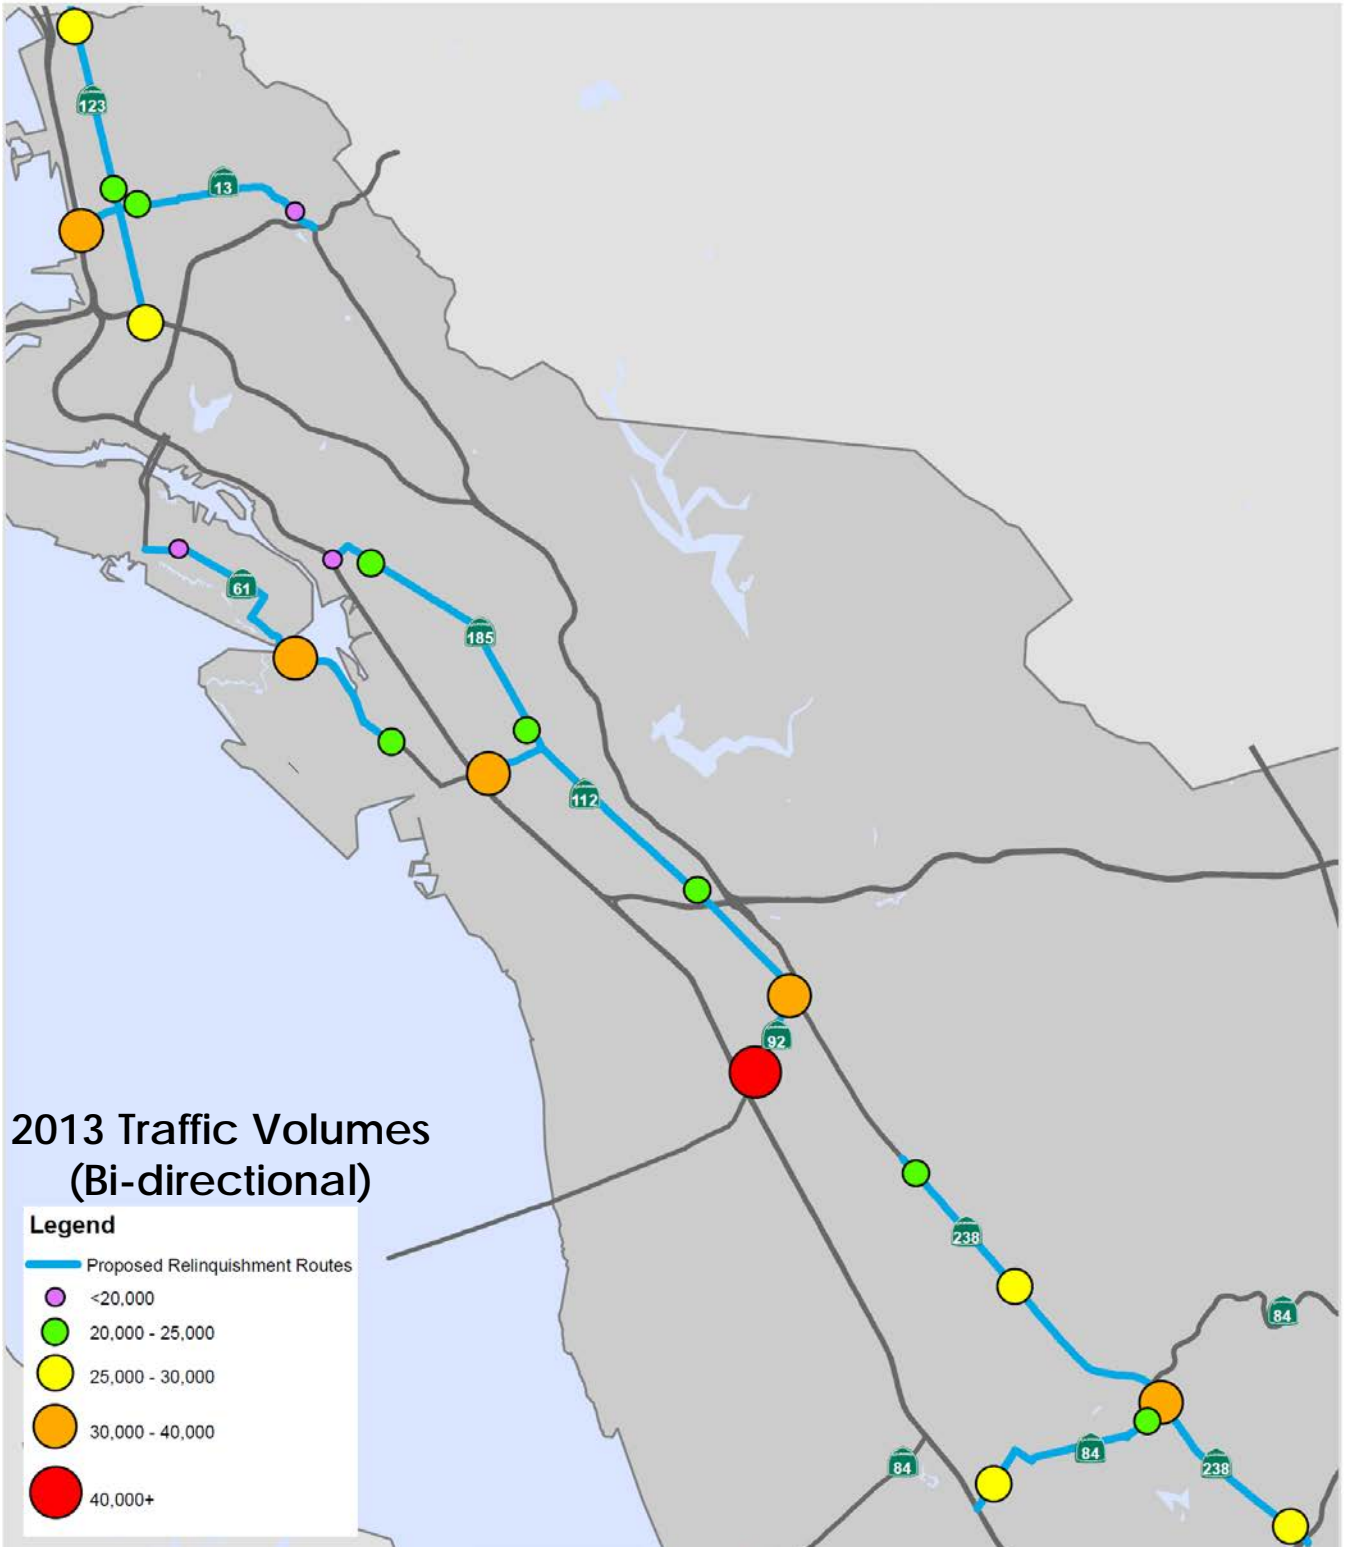 123
13
61
185
112
92
2013 Traffic Volumes
(Bi-directional)
Legend
Proposed Relinquishment Routes
<20,000
20,000 - 25,000
25,000 - 30,000
30,000 - 40,000
40,000+
238
84
84
84
238